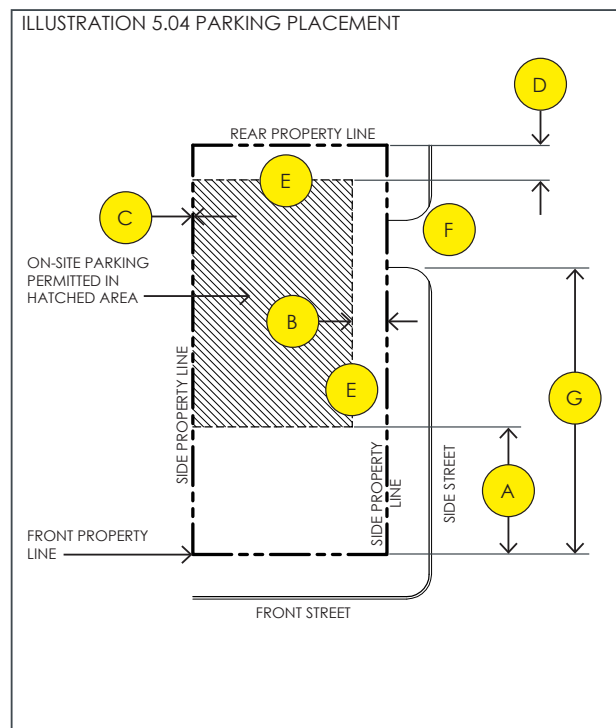 ILLUSTRATION 5.04 PARKING PLACEMENT
D
REAR PROPERTY LINE
E
C
F
ON-SITE PARKING
PERMITTED IN
HATCHED AREA
B
E
G
SIDE PROPERTY LINE
SIDE PROPERTY
LINE
SIDE STREET
A
FRONT PROPERTY
LINE
FRONT STREET